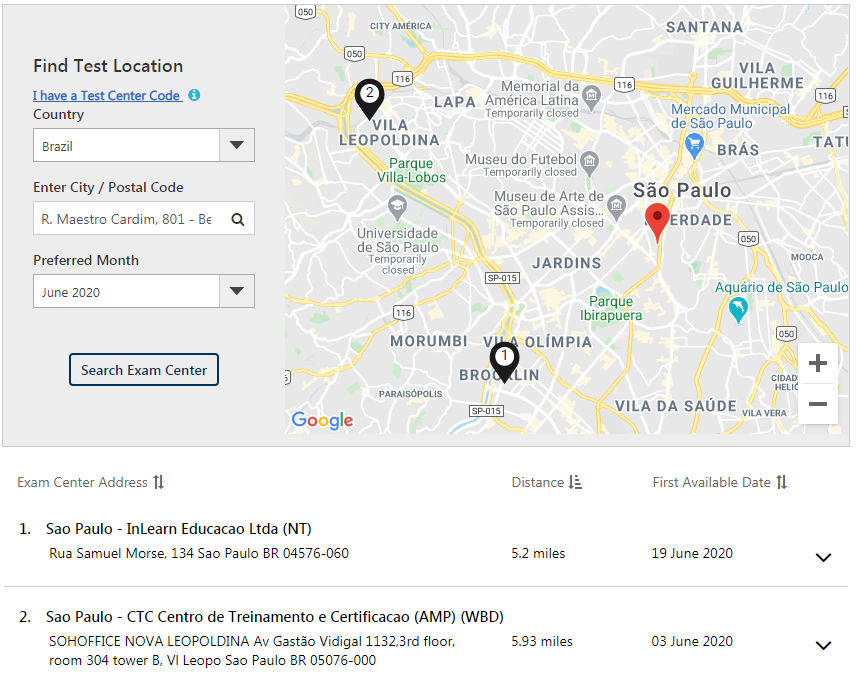 Find Test Location
I have a Test Center Code
Country
Brazil
Enter City / Postal Code
R. Maestro Cardim, 801 - Be
Preferred Month
June 2020
Search Exam Center
050
CITY AMÉRICA
SANTANA
050
116
116
VILA
GUILHERME
116
2
LAPA
Memorial da
América Latina
Temporarily closed
Mercado Municipal
de São Paulo
VILA
LEOPOLDINA
BRÁS
TATU
Parque
Villa-Lobos
Museu do Futebol
Temporarily closed
São Paulo
Museu de Arte de
São Paulo Assis...
Temporarily closed
ERDADE
Universidade
de São Paulo
Temporarily
closed
050
MOOCA
JARDINS
SP-015
Aquário de São Paulo
Parque
Ibirapuera
116
050
MORUMBI
VILA OLÍMPIA
1
BROOKLIN
CIDAD
HELIC
PARAISÓPOLIS
SP-015
VILA DA SAÚDE
VILA VERA
Google
Exam Center Address
Distance
First Available Date
1. Sao Paulo - InLearn Educacao Ltda (NT)
Rua Samuel Morse, 134 Sao Paulo BR 04576-060
5.2 miles
19 June 2020
2. Sao Paulo - CTC Centro de Treinamento e Certificacao (AMP) (WBD)
SOHOFFICE NOVA LEOPOLDINA Av Gastão Vidigal 1132,3rd floor,
room 304 tower B, Vl Leopo Sao Paulo BR 05076-000
5.93 miles
03 June 2020